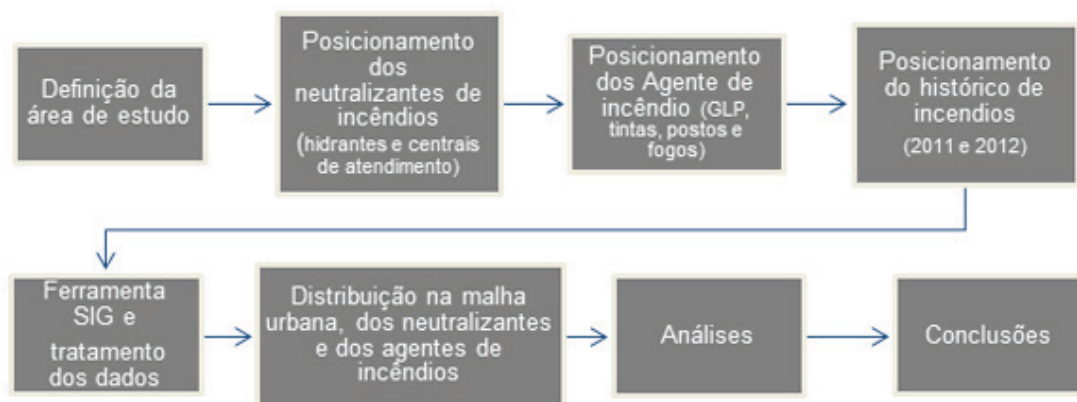 Definição da
área de estudo
Posicionamento
dos
neutralizantes de
incêndios
(hidrantes e centrais
de atendimento)
Posicionamento
dos Agente de
incêndio (GLP,
tintas, postos e
fogos)
Posicionamento
do histórico de
incendios
(2011 e 2012)
Ferramenta
SIG e
tratamento
dos dados
Distribuição na malha
urbana, dos neutralizantes
e dos agentes de
incêndios
Análises
Conclusões